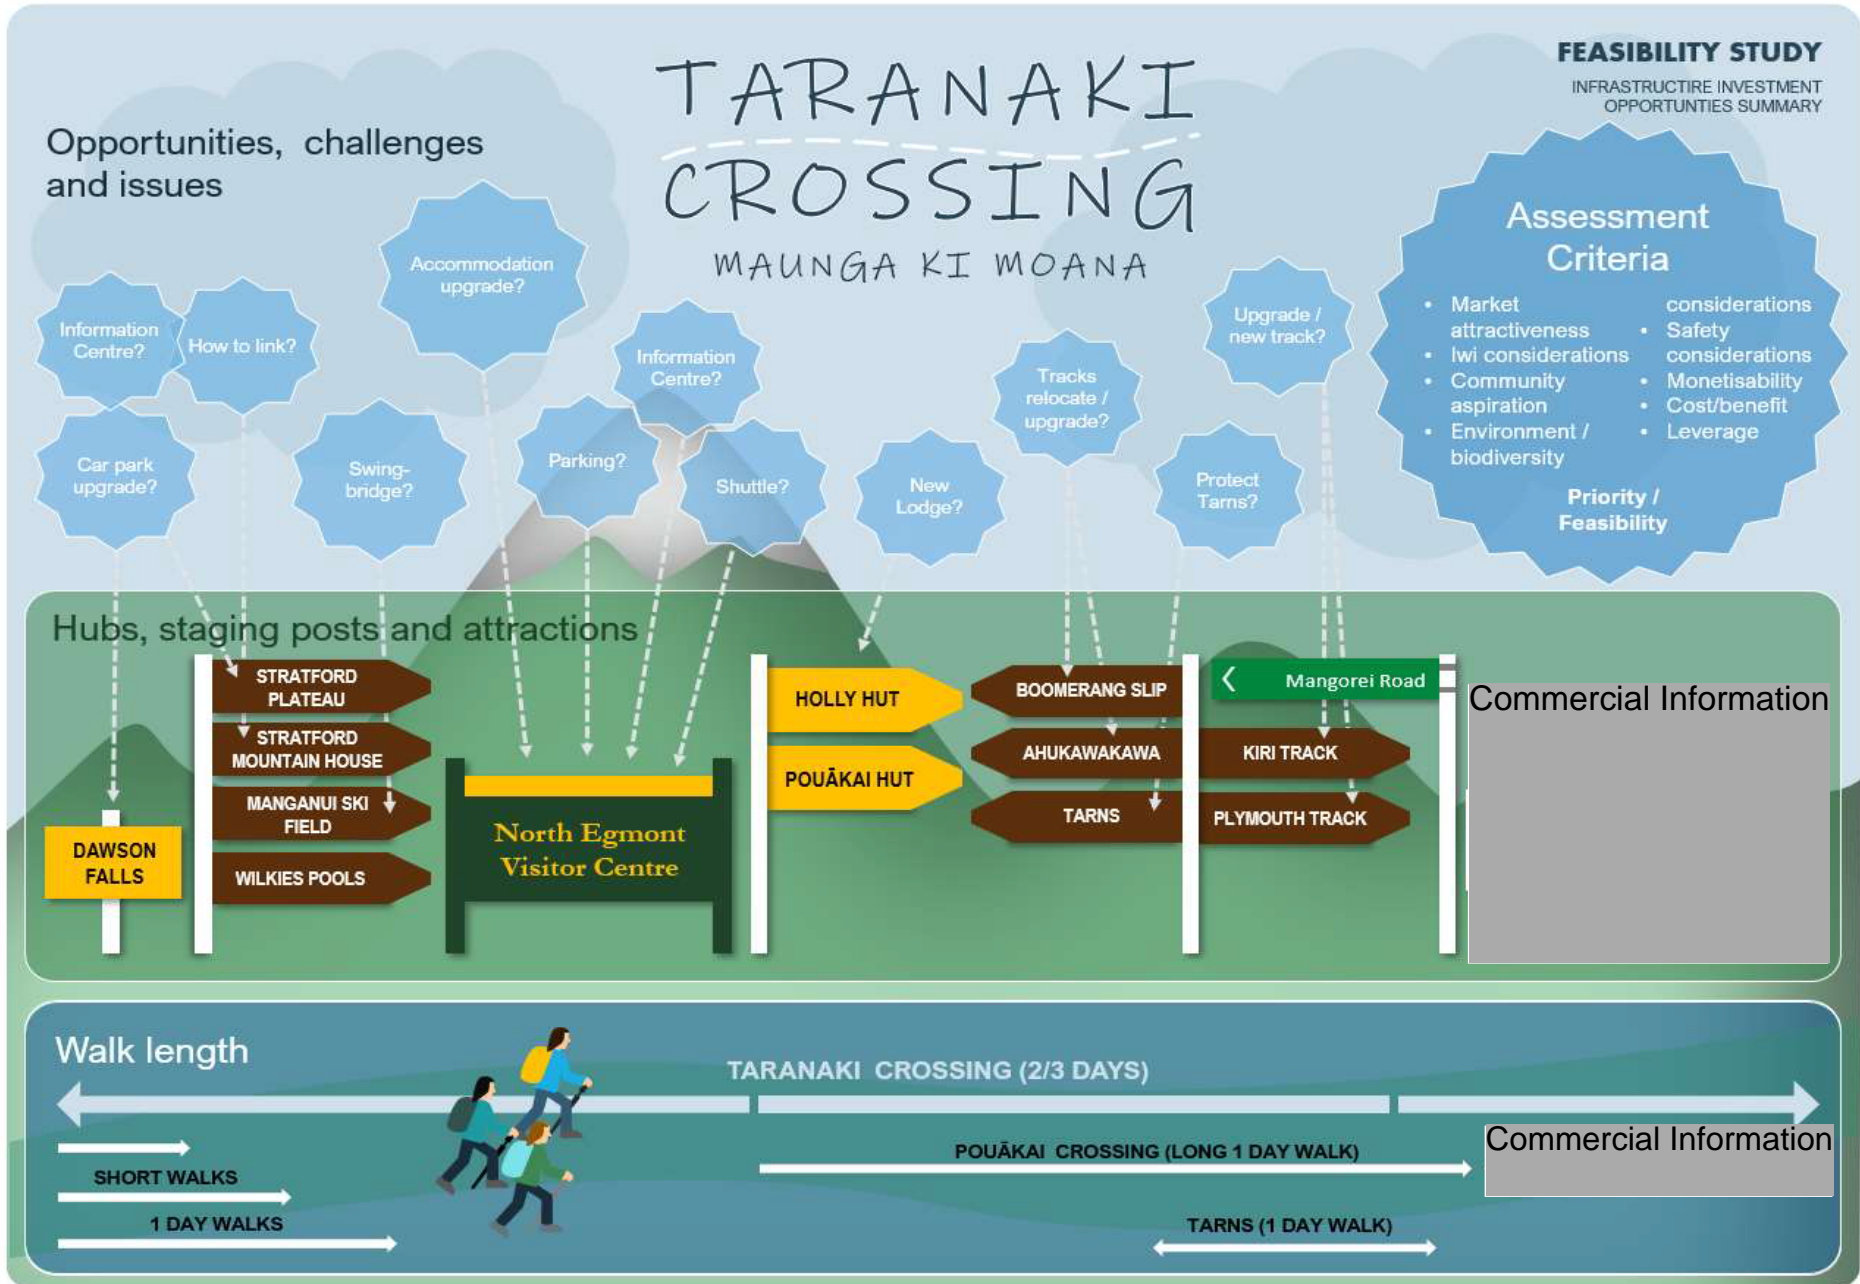 FEASIBILITY STUDY
INFRASTRUCTIRE INVESTMENT
OPPORTUNTIES SUMMARY
TARANAKI
CROSSING
MAUNGA KI MOANA
Opportunities, challenges
and issues
Information
Centre?
How to link?
Accommodation
upgrade?
Car park
upgrade?
Swing-
bridge?
Parking?
Information
Centre?
Shuttle?
New
Lodge?
Tracks
relocate /
upgrade?
Protect
Tarns?
Upgrade /
new track?
Assessment
Criteria
• Market
attractiveness
• Iwi considerations
• Community
aspiration
• Environment /
biodiversity
considerations
• Safety
considerations
• Monetisability
• Cost/benefit
• Leverage
Priority /
Feasibility
Hubs, staging posts and attractions
DAWSON
FALLS
STRATFORD
PLATEAU
STRATFORD
MOUNTAIN HOUSE
MANGANUI SKI
FIELD
WILKIES POOLS
North Egmont
Visitor Centre
HOLLY HUT
POUĀKAI HUT
BOOMERANG SLIP
AHUKAWAKAWA
TARNS
Mangorei Road
KIRI TRACK
PLYMOUTH TRACK
Commercial Information
Walk length
TARANAKI CROSSING (2/3 DAYS)
SHORT WALKS
1 DAY WALKS
POUĀKAI CROSSING (LONG 1 DAY WALK)
TARNS (1 DAY WALK)
Commercial Information